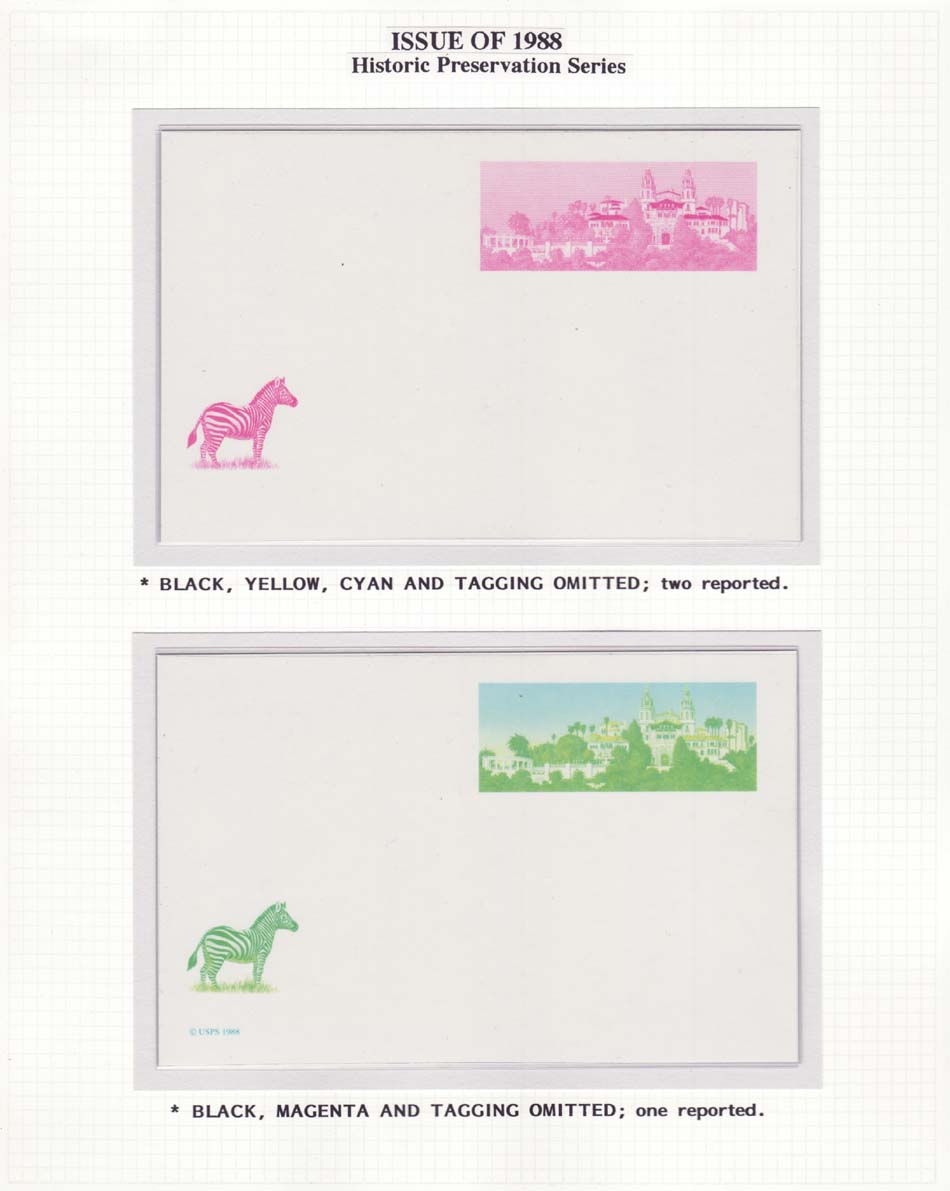 ISSUE OF 1988
Historic Preservation Series
* BLACK, YELLOW, CYAN AND TAGGING OMITTED; two reported.
© USPS 1988
* BLACK, MAGENTA AND TAGGING OMITTED; one reported.